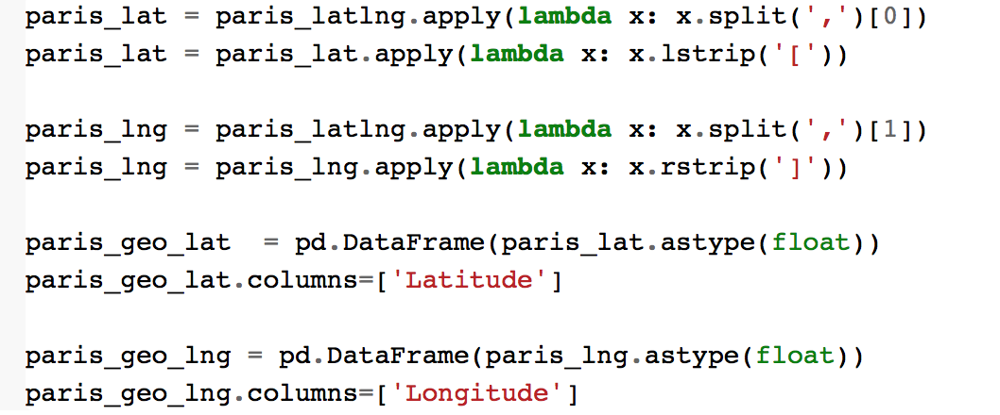 paris_lat = paris_latlng.apply(lambda x: x.split(',')[0])
paris_lat = paris_lat.apply(lambda x: x.lstrip('['))
paris_lng = paris_latlng.apply(lambda x: x.split(',')[1])
paris_lng = paris_lng.apply(lambda x: x.rstrip(']'))
paris_geo_lat  = pd.DataFrame(paris_lat.astype(float))
paris_geo_lat.columns=['Latitude']
paris_geo_lng = pd.DataFrame(paris_lng.astype(float))
paris_geo_lng.columns=['Longitude']